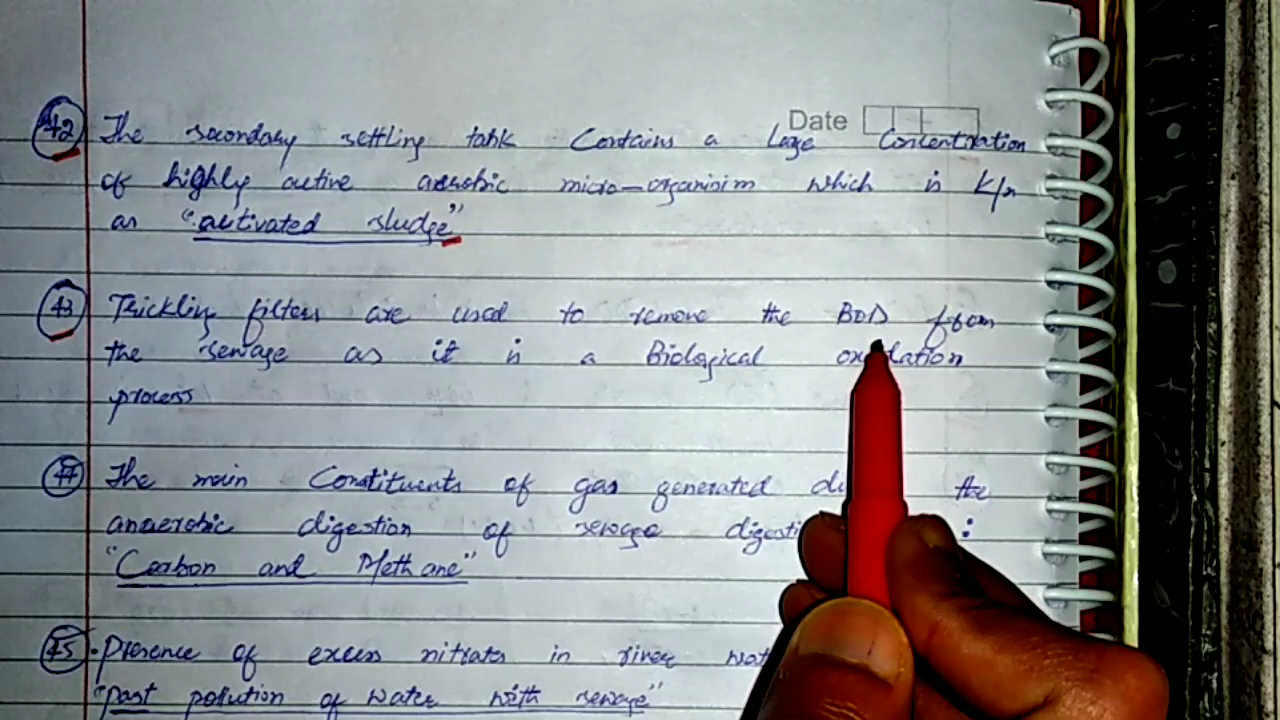 Date
42 The secondary settling tank Contains a Large Concentration
of highly active aerobic micro-organisim which is k/n
as "activated sludge"
43 Trickling filters are used to remove the BOD from
the sewage as it is a Biological oxidation
process
44 The main Constituents of gas generated the
anaerobic digestion of sewage :
"Carbon and Methane"
45 Presence of excess nitrates in river
"past pollution of water with sewage"